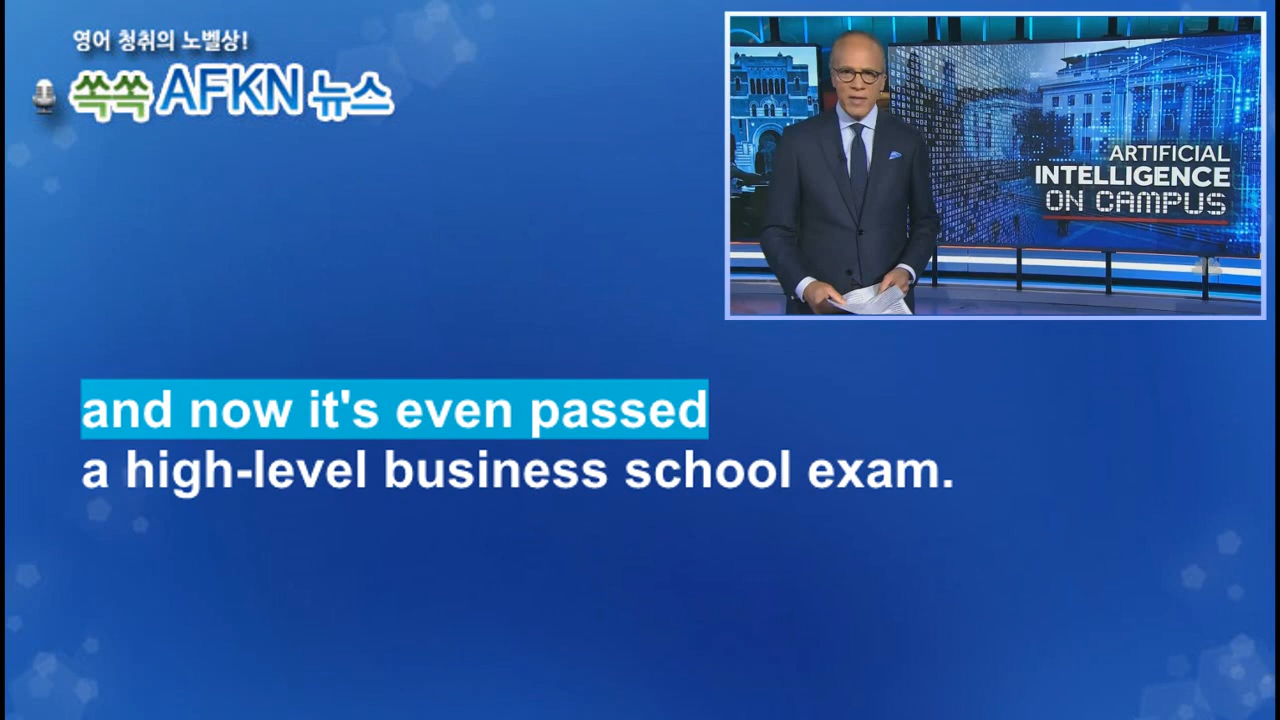 영어 청취의 노벨상!
쏙쏙 AFKN 뉴스
ARTIFICIAL
INTELLIGENCE
ON CAMPUS
and now it's even passed
a high-level business school exam.